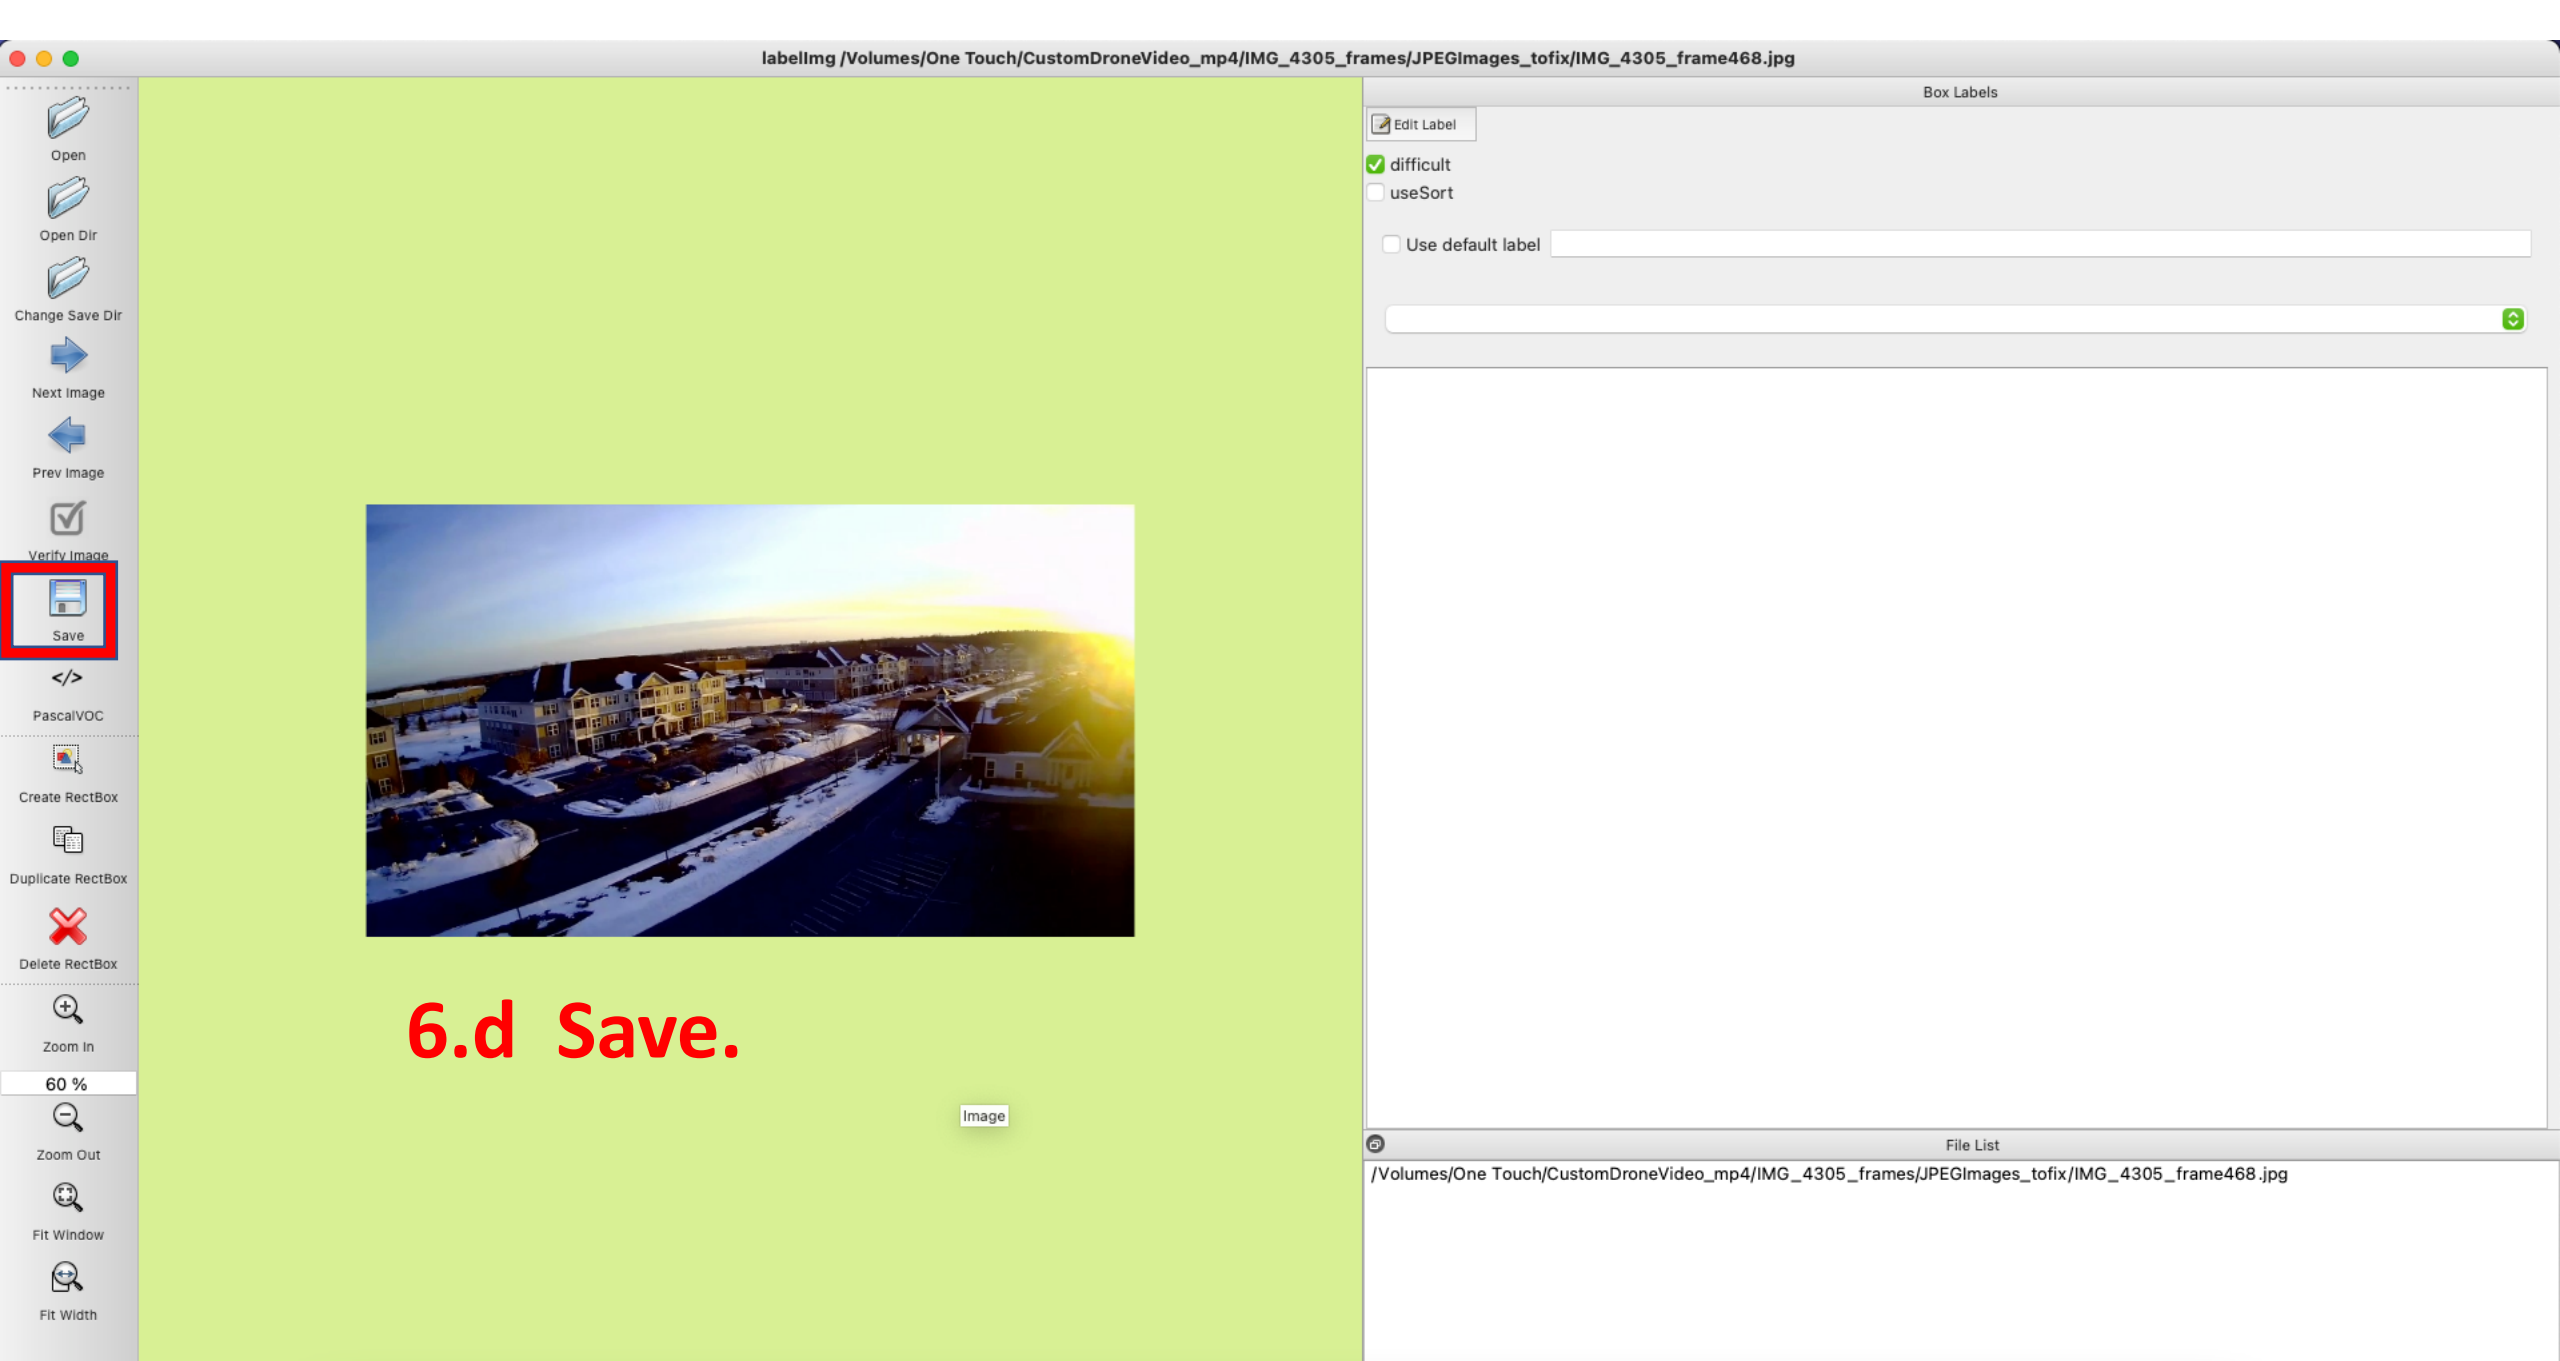 labelImg /Volumes/One Touch/CustomDroneVideo_mp4/IMG_4305_frames/JPEGImages_tofix/IMG_4305_frame468.jpg
Open
Open Dir
Change Save Dir
Next Image
Prev Image
Verify Image
Save
</>
PascalVOC
Create RectBox
Duplicate RectBox
Delete RectBox
Zoom In
60 %
Zoom Out
Fit Window
Fit Width
6.d Save.
Image
Box Labels
Edit Label
difficult
useSort
Use default label
File List
/Volumes/One Touch/CustomDroneVideo_mp4/IMG_4305_frames/JPEGImages_tofix/IMG_4305_frame468.jpg